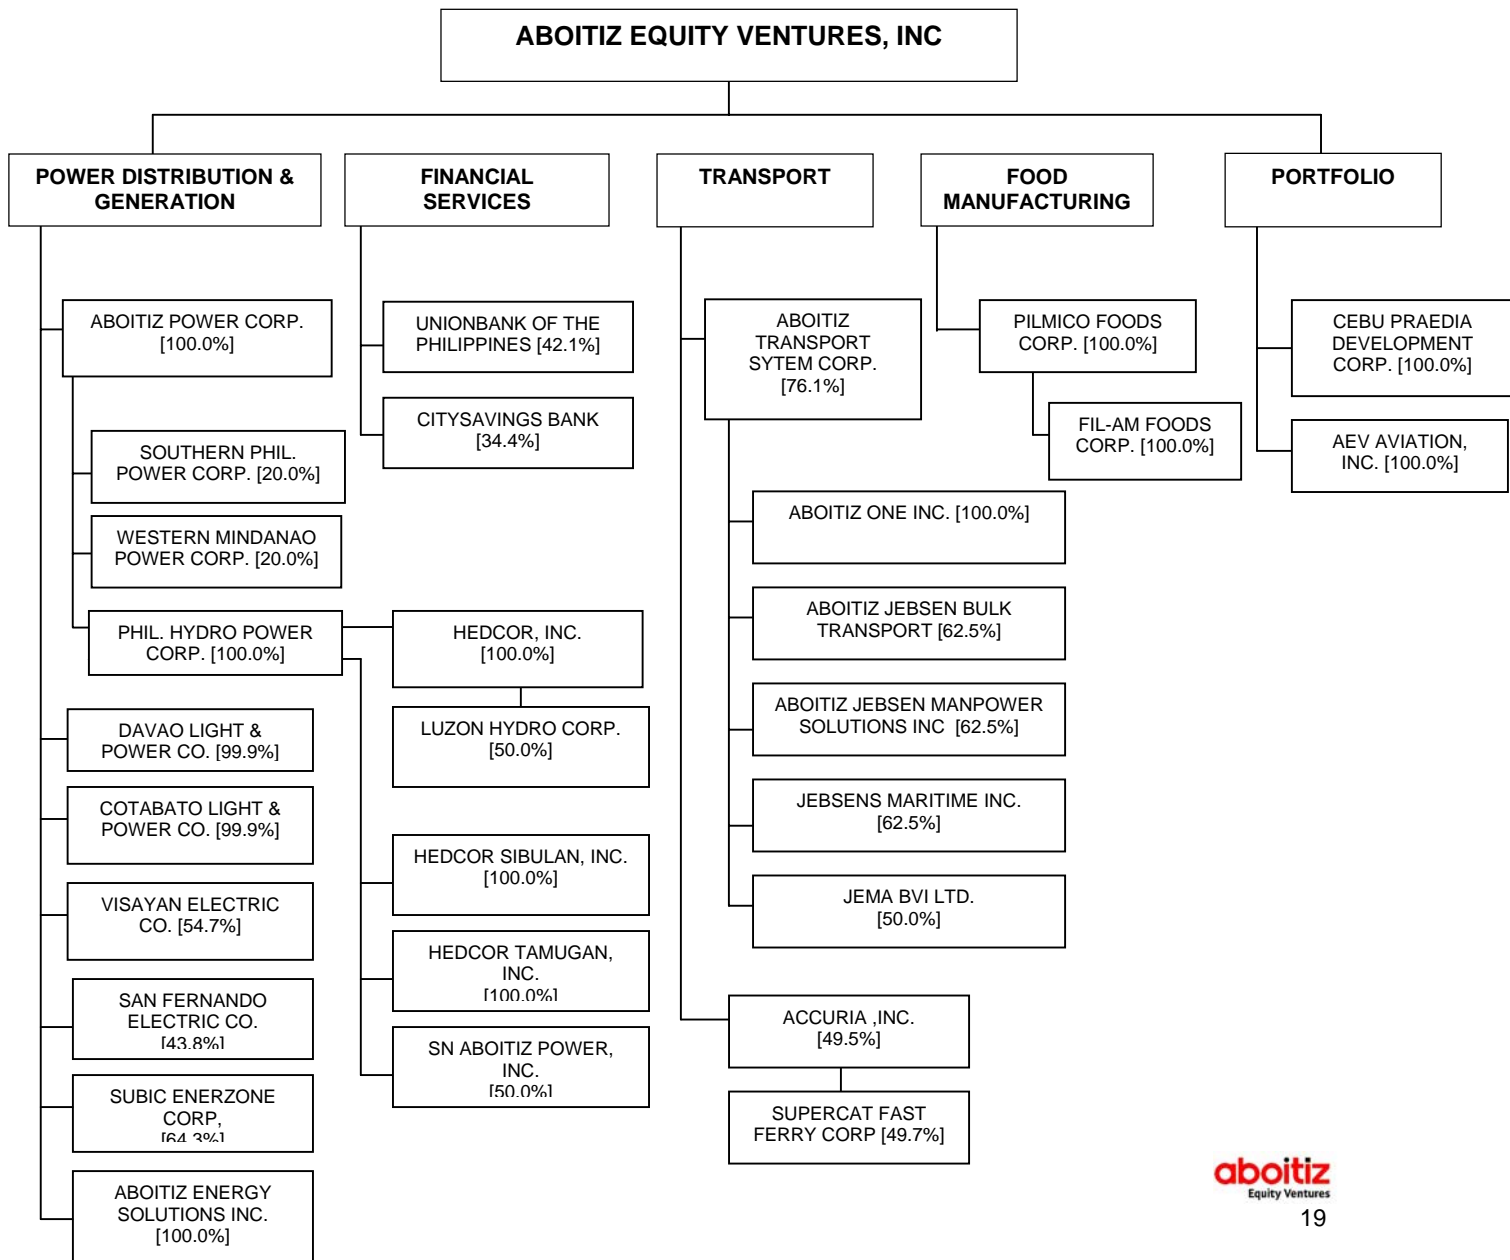 ABOITIZ EQUITY VENTURES, INC
POWER DISTRIBUTION &
GENERATION
FINANCIAL
SERVICES
TRANSPORT
FOOD
MANUFACTURING
PORTFOLIO
ABOITIZ POWER CORP.
[100.0%]
SOUTHERN PHIL.
POWER CORP. [20.0%]
WESTERN MINDANAO
POWER CORP. [20.0%]
PHIL. HYDRO POWER
CORP. [100.0%]
HEDCOR, INC.
[100.0%]
LUZON HYDRO CORP.
[50.0%]
HEDCOR SIBULAN, INC.
[100.0%]
HEDCOR TAMUGAN,
INC.
[100.0%]
SN ABOITIZ POWER,
INC.
[50.0%]
DAVAO LIGHT &
POWER CO. [99.9%]
COTABATO LIGHT &
POWER CO. [99.9%]
VISAYAN ELECTRIC
CO. [54.7%]
SAN FERNANDO
ELECTRIC CO.
[43.8%]
SUBIC ENERZONE
CORP,
[64.3%]
ABOITIZ ENERGY
SOLUTIONS INC.
[100.0%]
UNIONBANK OF THE
PHILIPPINES [42.1%]
CITYSAVINGS BANK
[34.4%]
ABOITIZ
TRANSPORT
SYTEM CORP.
[76.1%]
ABOITIZ ONE INC. [100.0%]
ABOITIZ JEBSEN BULK
TRANSPORT [62.5%]
ABOITIZ JEBSEN MANPOWER
SOLUTIONS INC [62.5%]
JEBSENS MARITIME INC.
[62.5%]
JEMA BVI LTD.
[50.0%]
ACCURIA ,INC.
[49.5%]
SUPERCAT FAST
FERRY CORP [49.7%]
PILMICO FOODS
CORP. [100.0%]
FIL-AM FOODS
CORP. [100.0%]
CEBU PRAEDIA
DEVELOPMENT
CORP. [100.0%]
AEV AVIATION,
INC. [100.0%]
aboitiz
Equity Ventures
19